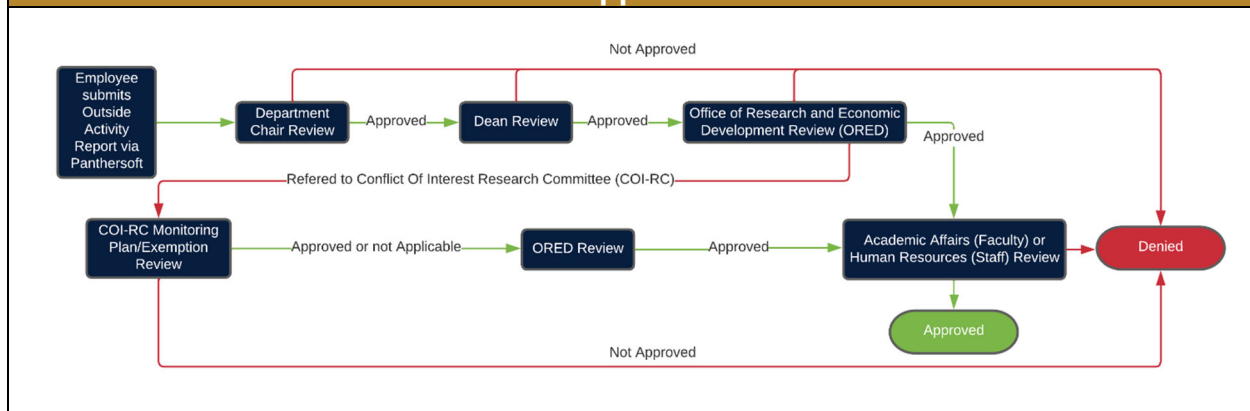 Not Approved
Employee
submits
Outside
Activity
Report via
Panthersoft
Department
Chair Review
Approved
Dean Review
Approved
Office of Research and Economic
Development Review (ORED)
Approved
Refered to Conflict Of Interest Research Committee (COI-RC)
COI-RC Monitoring
Plan/Exemption
Review
Approved or not Applicable
ORED Review
Approved
Academic Affairs (Faculty) or
Human Resources (Staff) Review
Denied
Approved
Not Approved